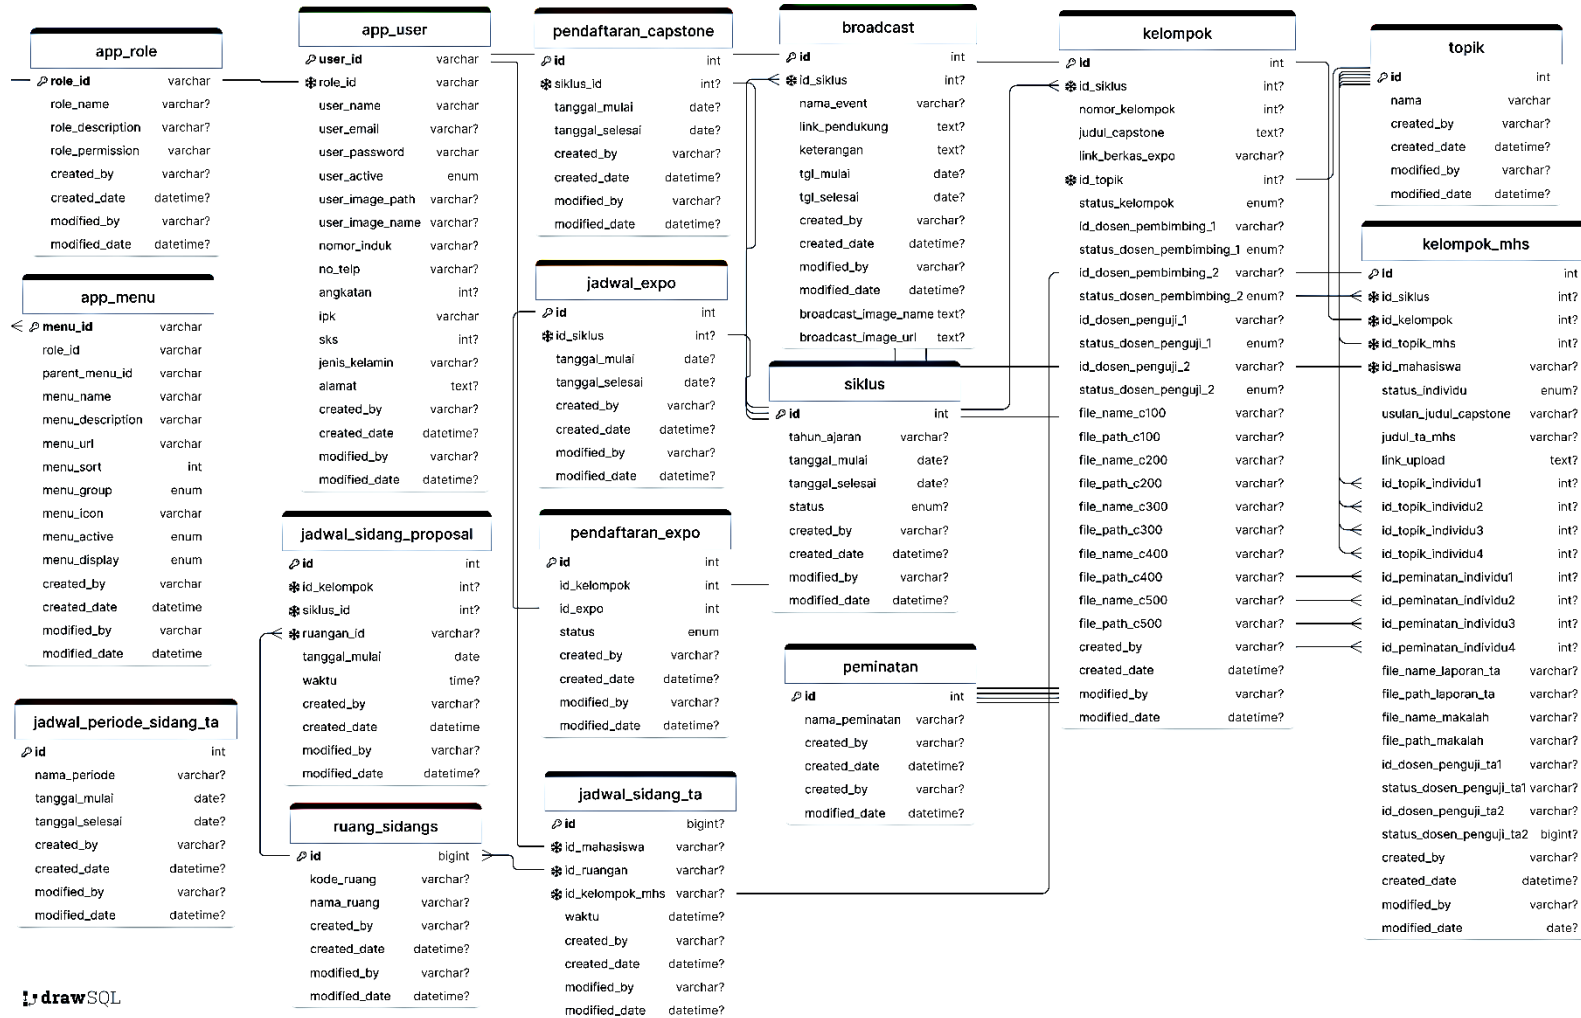 app_role
role_id varchar
role_name varchar?
role_description varchar?
role_permission varchar
created_by varchar?
created_date datetime?
modified_by varchar?
modified_date datetime?
app_menu
menu_id varchar
role_id varchar
parent_menu_id varchar
menu_name varchar
menu_description varchar
menu_url varchar
menu_sort int
menu_group enum
menu_icon varchar
menu_active enum
menu_display enum
created_by varchar
created_date datetime
modified_by varchar
modified_date datetime
jadwal_periode_sidang_ta
id int
nama_periode varchar?
tanggal_mulai date?
tanggal_selesai date?
created_by varchar?
created_date datetime?
modified_by varchar?
modified_date datetime?
drawSQL
app_user
user_id varchar
role_id varchar
user_name varchar
user_email varchar?
user_password varchar
user_active enum
user_image_path varchar?
user_image_name varchar?
nomor_induk varchar?
no_telp varchar?
angkatan int?
ipk varchar
sks int?
jenis_kelamin varchar?
alamat text?
created_by varchar?
created_date datetime?
modified_by varchar?
modified_date datetime?
jadwal_sidang_proposal
id int
id_kelompok int?
siklus_id int?
ruangan_id varchar?
tanggal_mulai date
waktu time?
created_by varchar?
created_date datetime
modified_by varchar?
modified_date datetime?
ruang_sidangs
id bigint
kode_ruang varchar?
nama_ruang varchar?
created_by varchar?
created_date datetime?
modified_by varchar?
modified_date datetime?
pendaftaran_capstone
id int
siklus_id int?
tanggal_mulai date?
tanggal_selesai date?
created_by varchar?
created_date datetime?
modified_by varchar?
modified_date datetime?
jadwal_expo
id int
id_siklus int?
tanggal_mulai date?
tanggal_selesai date?
created_by varchar?
created_date datetime?
modified_by varchar?
modified_date datetime?
pendaftaran_expo
id int
id_kelompok int
id_expo int
status enum
created_by varchar?
created_date datetime?
modified_by varchar?
modified_date datetime?
jadwal_sidang_ta
id bigint?
id_mahasiswa varchar?
id_ruangan varchar?
id_kelompok_mhs varchar?
waktu datetime?
created_by varchar?
created_date datetime?
modified_by varchar?
modified_date datetime?
broadcast
id int
id_siklus int?
nama_event varchar?
link_pendukung text?
keterangan text?
tgl_mulai date?
tgl_selesai date?
created_by varchar?
created_date datetime?
modified_by varchar?
modified_date datetime?
broadcast_image_name text?
broadcast_image_url text?
siklus
id int
tahun_ajaran varchar?
tanggal_mulai date?
tanggal_selesai date?
status enum?
created_by varchar?
created_date datetime?
modified_by varchar?
modified_date datetime?
peminatan
id int
nama_peminatan varchar?
created_by varchar?
created_date datetime?
created_by varchar?
modified_date datetime?
kelompok
id int
id_siklus int?
nomor_kelompok int?
judul_capstone text?
link_berkas_expo varchar?
id_topik int?
status_kelompok enum?
id_dosen_pembimbing_1 varchar?
status_dosen_pembimbing_1 enum?
id_dosen_pembimbing_2 varchar?
status_dosen_pembimbing_2 enum?
id_dosen_penguji_1 varchar?
status_dosen_penguji_1 enum?
id_dosen_penguji_2 varchar?
status_dosen_penguji_2 enum?
file_name_c100 varchar?
file_path_c100 varchar?
file_name_c200 varchar?
file_path_c200 varchar?
file_name_c300 varchar?
file_path_c300 varchar?
file_name_c400 varchar?
file_path_c400 varchar?
file_name_c500 varchar?
file_path_c500 varchar?
created_by varchar?
created_date datetime?
modified_by varchar?
modified_date datetime?
topik
id int
nama varchar
created_by varchar?
created_date datetime?
modified_by varchar?
modified_date datetime?
kelompok_mhs
id int
id_siklus int?
id_kelompok int?
id_topik_mhs int?
id_mahasiswa varchar?
status_individu enum?
usulan_judul_capstone varchar?
judul_ta_mhs varchar?
link_upload text?
id_topik_individu1 int?
id_topik_individu2 int?
id_topik_individu3 int?
id_topik_individu4 int?
id_peminatan_individu1 int?
id_peminatan_individu2 int?
id_peminatan_individu3 int?
id_peminatan_individu4 int?
file_name_laporan_ta varchar?
file_path_laporan_ta varchar?
file_name_makalah varchar?
file_path_makalah varchar?
id_dosen_penguji_ta1 varchar?
status_dosen_penguji_ta1 varchar?
id_dosen_penguji_ta2 varchar?
status_dosen_penguji_ta2 bigint?
created_by varchar?
created_date datetime?
modified_by varchar?
modified_date date?